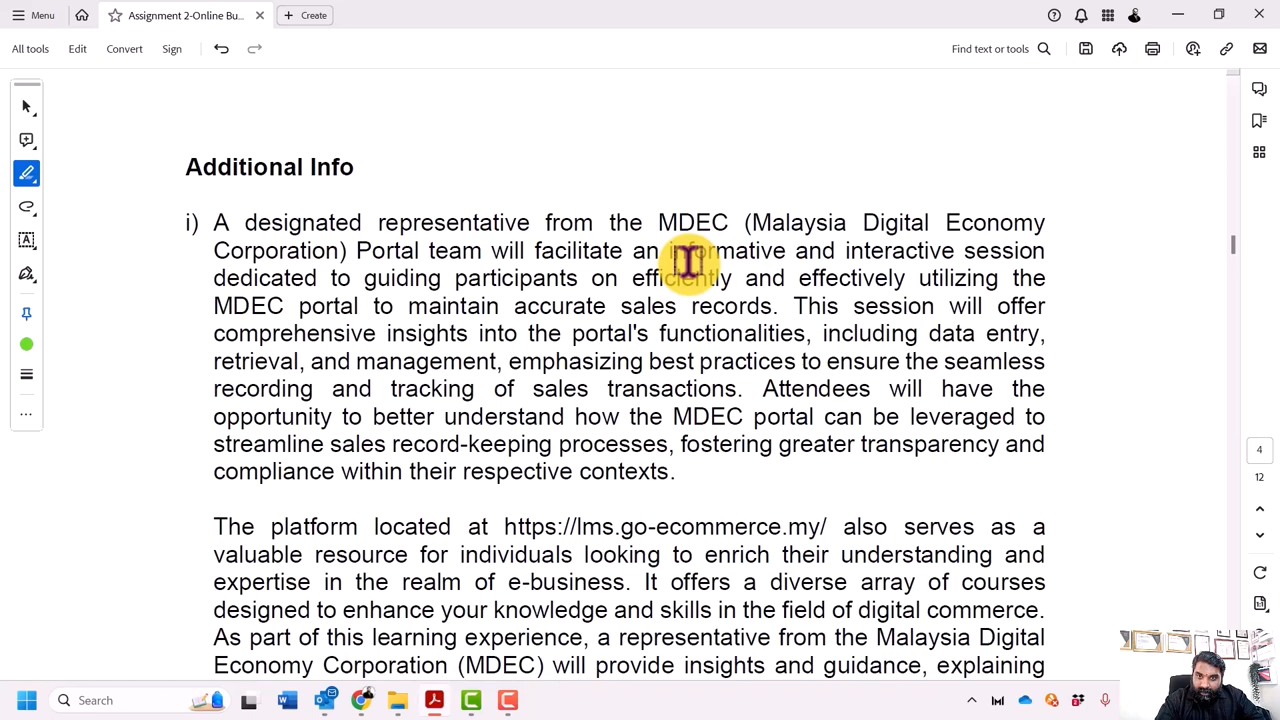 Menu
Assignment 2-Online Bu...
Create
All tools
Edit
Convert
Sign
Find text or tools
Additional Info
i) A designated representative from the MDEC (Malaysia Digital Economy
Corporation) Portal team will facilitate an informative and interactive session
dedicated to guiding participants on efficiently and effectively utilizing the
MDEC portal to maintain accurate sales records. This session will offer
comprehensive insights into the portal's functionalities, including data entry,
retrieval, and management, emphasizing best practices to ensure the seamless
recording and tracking of sales transactions. Attendees will have the
opportunity to better understand how the MDEC portal can be leveraged to
streamline sales record-keeping processes, fostering greater transparency and
compliance within their respective contexts.
The platform located at https://lms.go-ecommerce.my/ also serves as a
valuable resource for individuals looking to enrich their understanding and
expertise in the realm of e-business. It offers a diverse array of courses
designed to enhance your knowledge and skills in the field of digital commerce.
As part of this learning experience, a representative from the Malaysia Digital
Economy Corporation (MDEC) will provide insights and guidance, explaining
4
12
Search